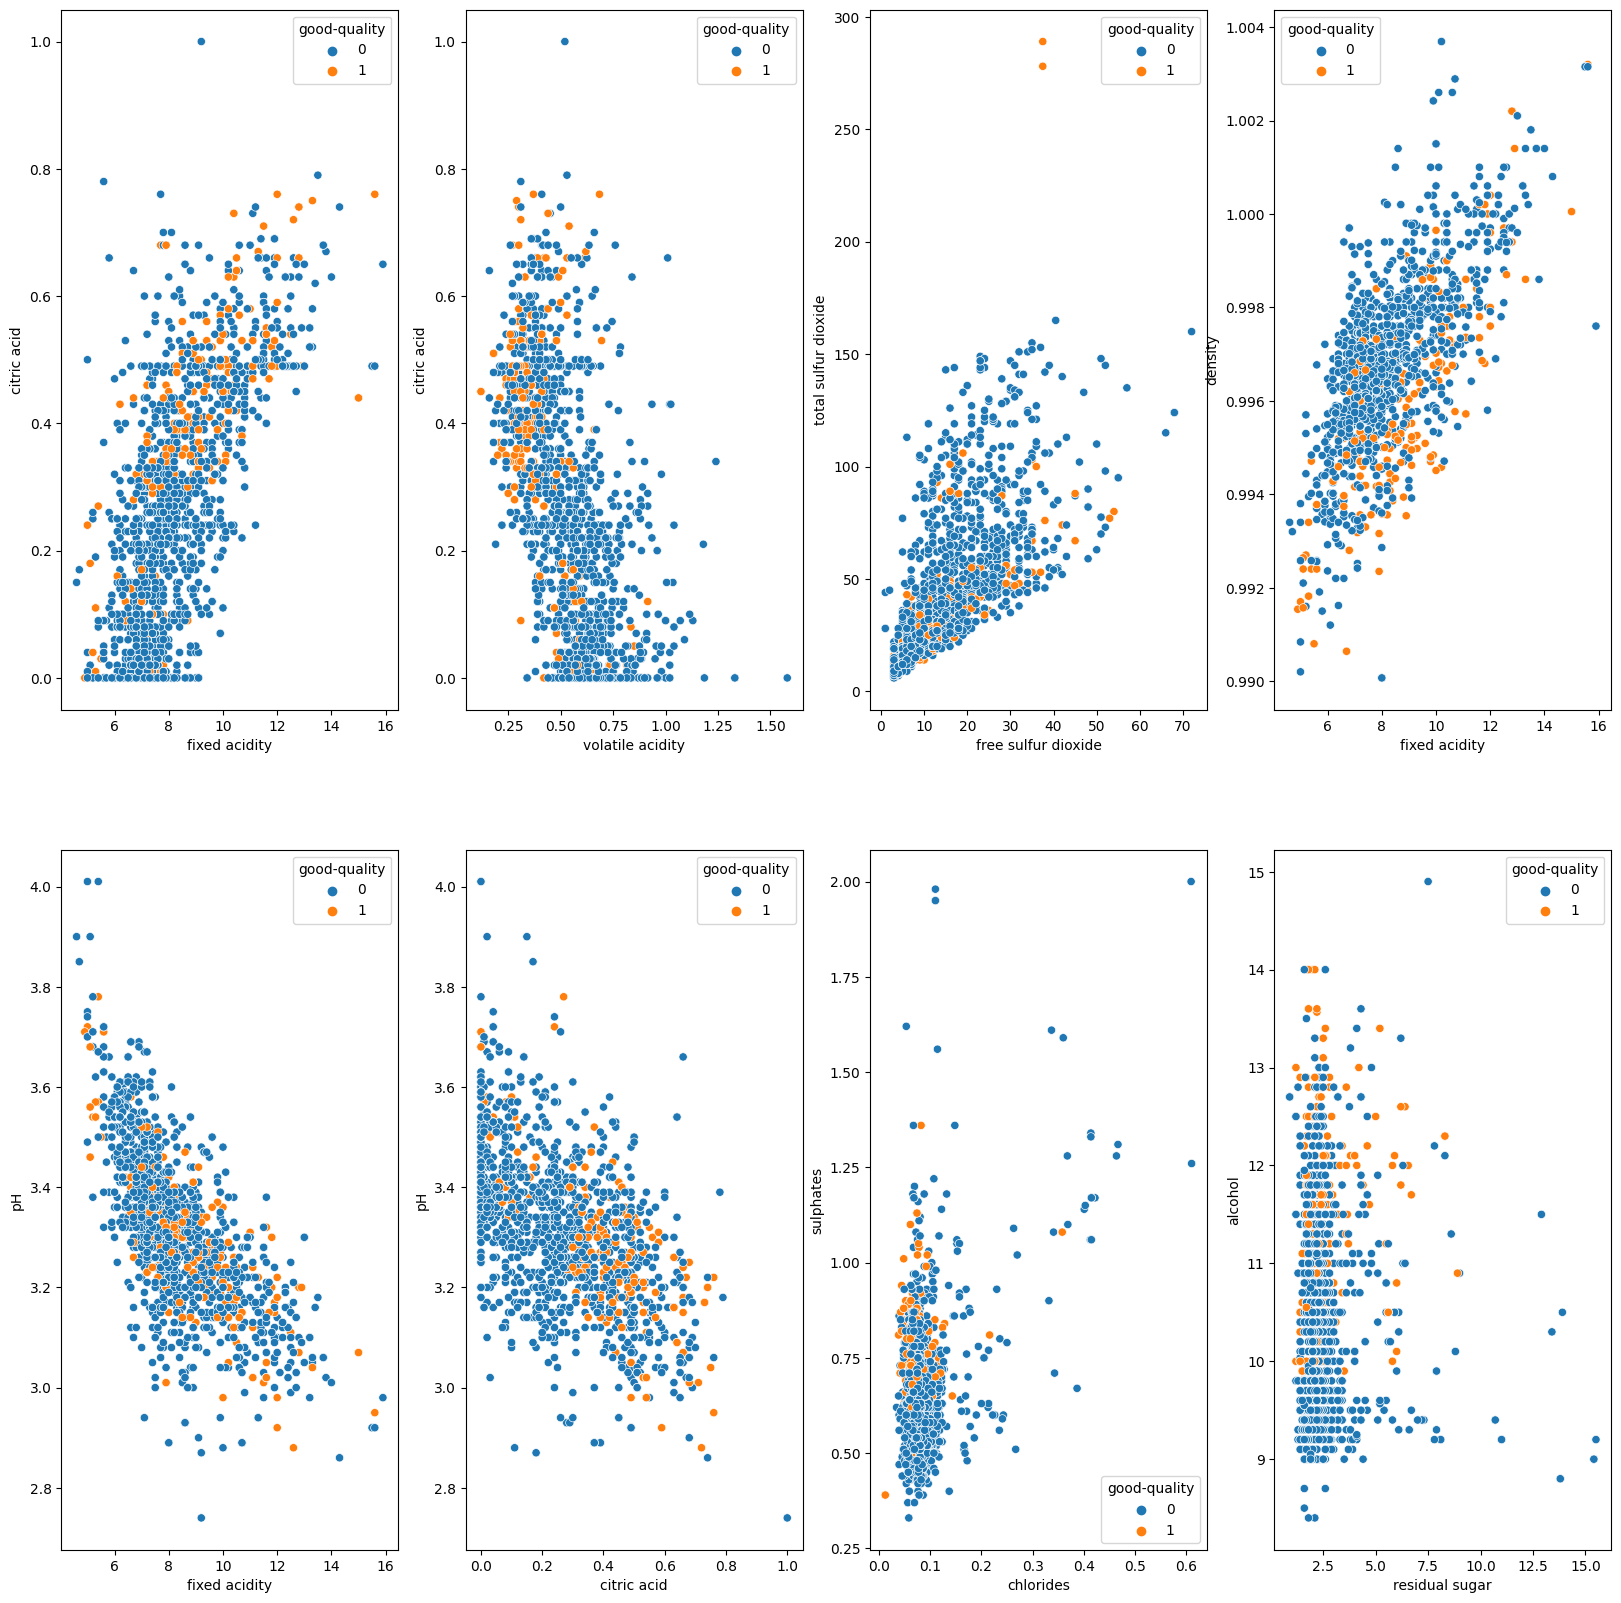 good-quality
0
1
1.0
0.8
0.6
0.4
0.2
0.0
citric acid
6 8 10 12 14 16
fixed acidity
good-quality
0
1
1.0
0.8
0.6
0.4
0.2
0.0
citric acid
0.25 0.50 0.75 1.00 1.25 1.50
volatile acidity
good-quality
0
1
300
250
200
150
100
50
0
total sulfur dioxide
0 10 20 30 40 50 60 70
free sulfur dioxide
good-quality
0
1
1.004
1.002
1.000
0.998
0.996
0.994
0.992
0.990
density
6 8 10 12 14 16
fixed acidity
good-quality
0
1
4.0
3.8
3.6
3.4
3.2
3.0
2.8
pH
6 8 10 12 14 16
fixed acidity
good-quality
0
1
4.0
3.8
3.6
3.4
3.2
3.0
2.8
pH
0.0 0.2 0.4 0.6 0.8 1.0
citric acid
2.00
1.75
1.50
1.25
1.00
0.75
0.50
0.25
sulphates
good-quality
0
1
0.0 0.1 0.2 0.3 0.4 0.5 0.6
chlorides
good-quality
0
1
15
14
13
12
11
10
9
alcohol
2.5 5.0 7.5 10.0 12.5 15.0
residual sugar